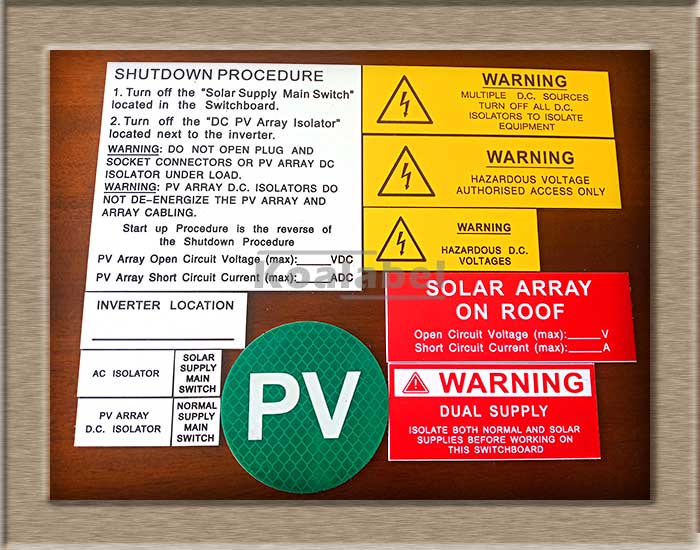 SHUTDOWN PROCEDURE
1. Turn off the "Solar Supply Main Switch"
located in the Switchboard.
2. Turn off the "DC PV Array Isolator"
located next to the inverter.
WARNING: DO NOT OPEN PLUG AND
SOCKET CONNECTORS OR PV ARRAY DC
ISOLATOR UNDER LOAD.
WARNING: PV ARRAY D.C. ISOLATORS DO
NOT DE-ENERGIZE THE PV ARRAY AND
ARRAY CABLING.
Start up Procedure is the reverse of
the Shutdown Procedure
PV Array Open Circuit Voltage (max):_____VDC
PV Array Short Circuit Current (max):_____ADC
WARNING
MULTIPLE D.C. SOURCES
TURN OFF ALL D.C.
ISOLATORS TO ISOLATE
EQUIPMENT
WARNING
HAZARDOUS VOLTAGE
AUTHORISED ACCESS ONLY
WARNING
HAZARDOUS D.C.
VOLTAGES
Koalabel
INVERTER LOCATION
SOLAR ARRAY
ON ROOF
Open Circuit Voltage (max):_____V
Short Circuit Current (max):_____A
AC ISOLATOR
SOLAR
SUPPLY
MAIN
SWITCH
PV ARRAY
D.C. ISOLATOR
NORMAL
SUPPLY
MAIN
SWITCH
PV
WARNING
DUAL SUPPLY
ISOLATE BOTH NORMAL AND SOLAR
SUPPLIES BEFORE WORKING ON
THIS SWITCHBOARD